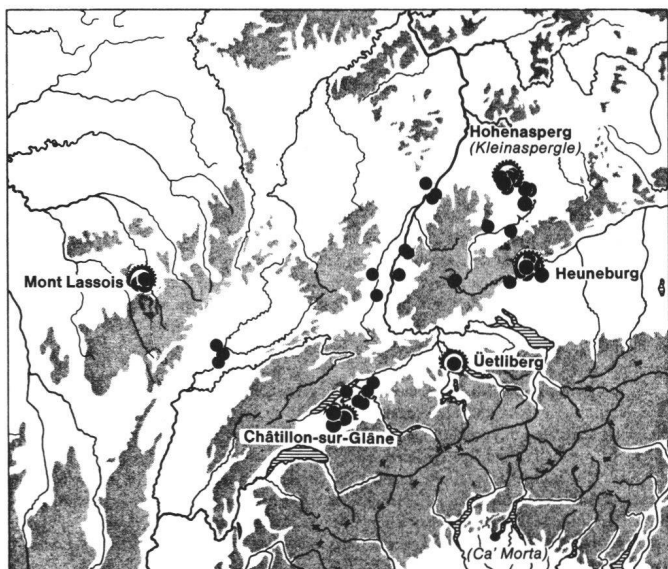 Hohenasperg
(Kleinaspergle)
Mont Lassois
Heuneburg
Üetliberg
Châtillon-sur-Glâne
(Ca' Morta)